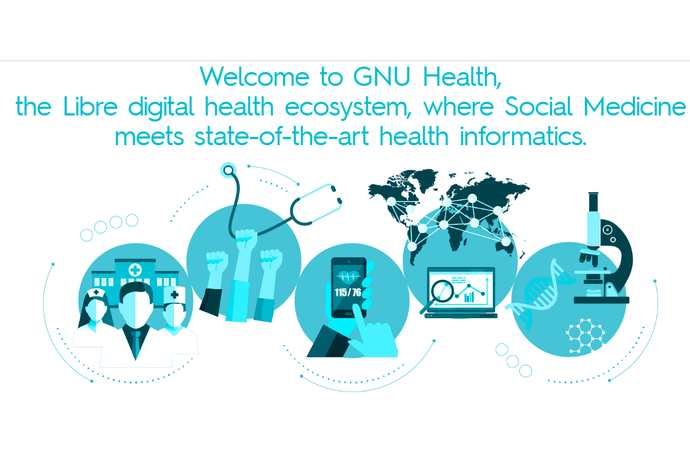 Welcome to GNU Health,
the Libre digital health ecosystem, where Social Medicine
meets state-of-the-art health informatics.
115/76